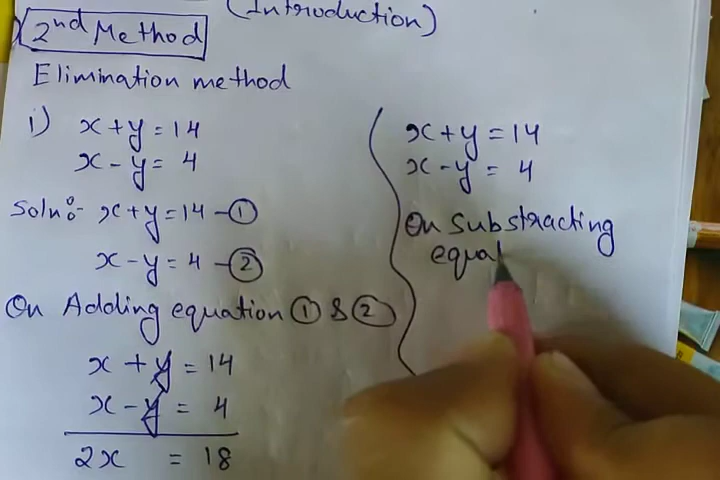 (Introduction)
2nd Method
Elimination method
i) x + y = 14
x - y = 4
Soln:- x + y = 14 - ①
x - y = 4 - ②
On Adding equation ① & ②
x + y = 14
x - y = 4
2x = 18
x + y = 14
x - y = 4
On Substracting
equa